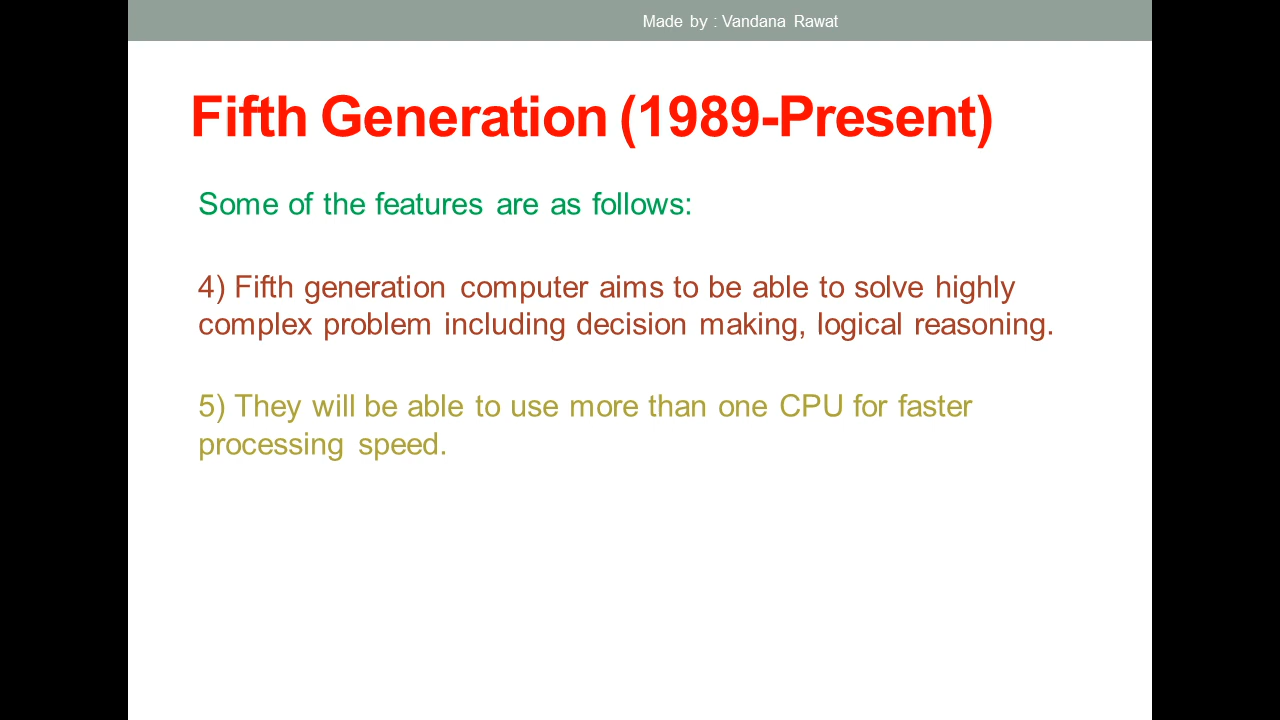 Made by : Vandana Rawat
Fifth Generation (1989-Present)
Some of the features are as follows:
4) Fifth generation computer aims to be able to solve highly
complex problem including decision making, logical reasoning.
5) They will be able to use more than one CPU for faster
processing speed.